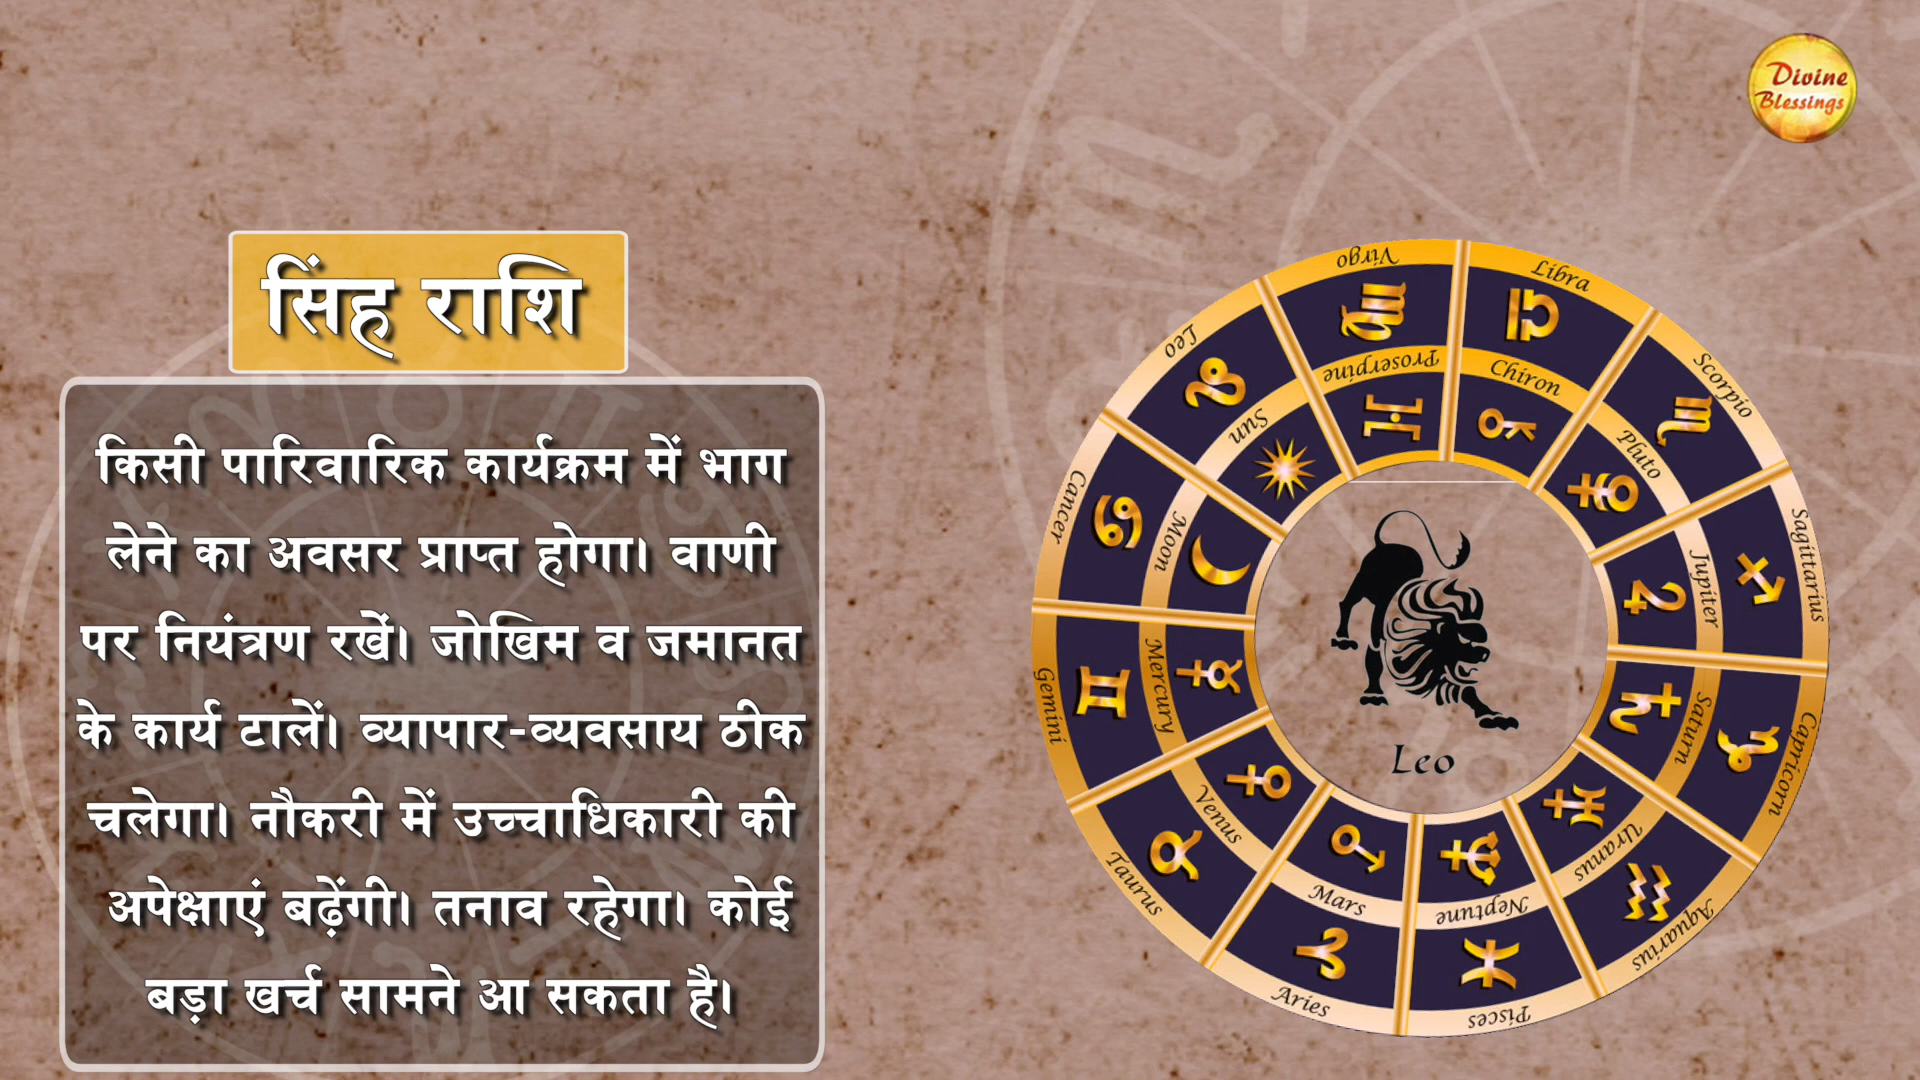 Divine
Blessings
सिंह राशि
किसी पारिवारिक कार्यक्रम में भाग
लेने का अवसर प्राप्त होगा। वाणी
पर नियंत्रण रखें। जोखिम व जमानत
के कार्य टालें। व्यापार-व्यवसाय ठीक
चलेगा। नौकरी में उच्चाधिकारी की
अपेक्षाएं बढ़ेंगी। तनाव रहेगा। कोई
बड़ा खर्च सामने आ सकता है।
Virgo
Libra
Scorpio
Sagittarius
Capricorn
Aquarius
Pisces
Aries
Taurus
Gemini
Cancer
Leo
Proserpine
Chiron
Pluto
Jupiter
Saturn
Uranus
Neptune
Mars
Venus
Mercury
Moon
Sun
Leo